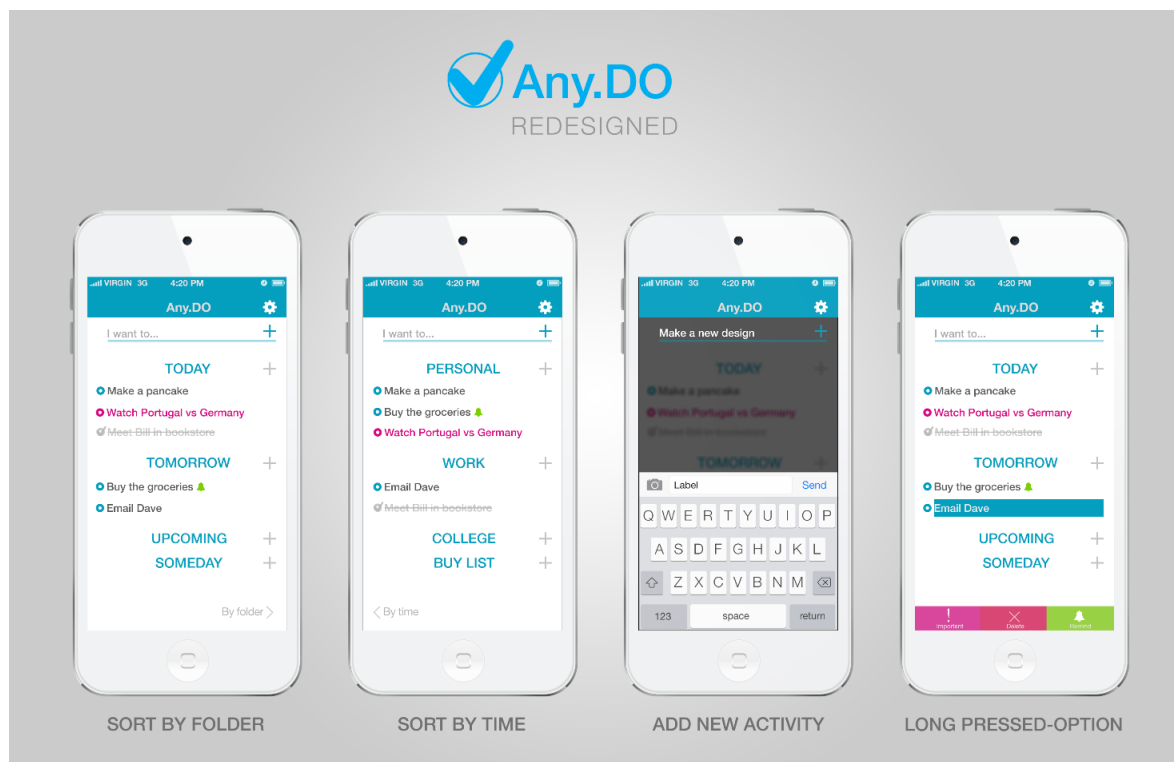 Any.DO
REDESIGNED
VIRGIN 3G 4:20 PM
Any.DO
I want to...
TODAY
Make a pancake
Watch Portugal vs Germany
Meet Bill in bookstore
TOMORROW
Buy the groceries
Email Dave
UPCOMING
SOMEDAY
By folder
SORT BY FOLDER
VIRGIN 3G 4:20 PM
Any.DO
I want to...
PERSONAL
Make a pancake
Buy the groceries
Watch Portugal vs Germany
WORK
Email Dave
Meet Bill in bookstore
COLLEGE
BUY LIST
By time
SORT BY TIME
VIRGIN 3G 4:20 PM
Any.DO
Make a new design
TODAY
Make a pancake
Watch Portugal vs Germany
Meet Bill in bookstore
TOMORROW
Label Send
Q W E R T Y U I O P
A S D F G H J K L
Z X C V B N M
123 space return
ADD NEW ACTIVITY
VIRGIN 3G 4:20 PM
Any.DO
I want to...
TODAY
Make a pancake
Watch Portugal vs Germany
Meet Bill in bookstore
TOMORROW
Buy the groceries
Email Dave
UPCOMING
SOMEDAY
Important Delete Remind
LONG PRESSED-OPTION